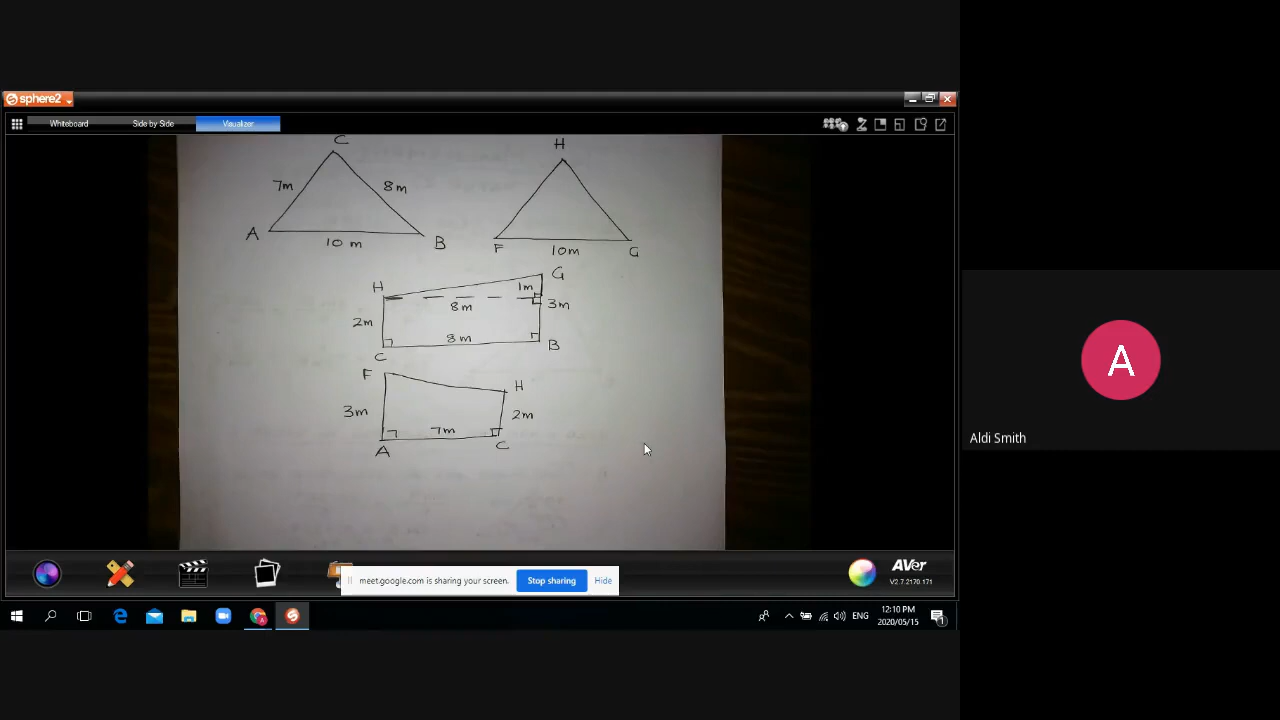 sphere2
Whiteboard Side by Side Visualizer
C
H
7m
8m
A
10 m
B
F
10m
G
H
G
1m
8m
3m
2m
8m
C
B
F
H
3m
2m
7m
A
C
meet.google.com is sharing your screen. Stop sharing Hide
AVer
V2.7.2170.171
ENG
12:10 PM
2020/05/15
1
A
Aldi Smith